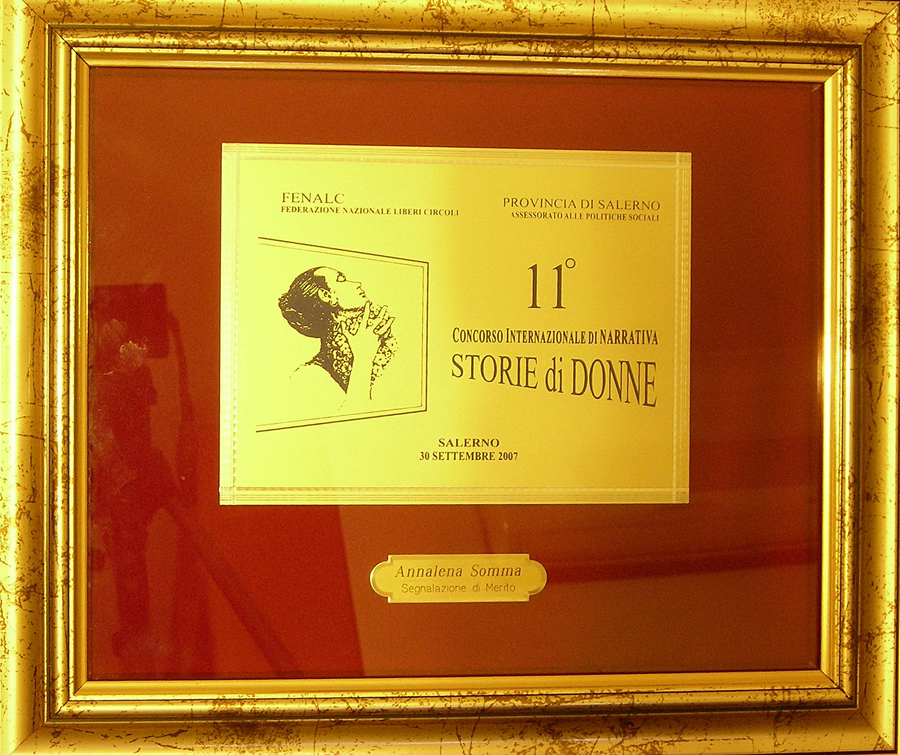 FENALC
FEDERAZIONE NAZIONALE LIBERI CIRCOLI
PROVINCIA DI SALERNO
ASSESSORATO ALLE POLITICHE SOCIALI
11°
CONCORSO INTERNAZIONALE DI NARRATIVA
STORIE di DONNE
SALERNO
30 SETTEMBRE 2007
Annalena Somma
Segnalazione di Merito